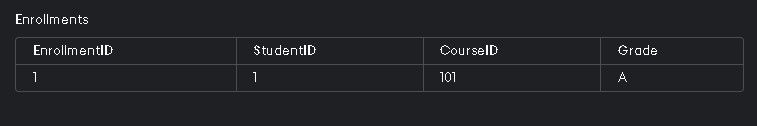 Enrollments
EnrollmentID StudentID CourseID Grade
1 1 101 A